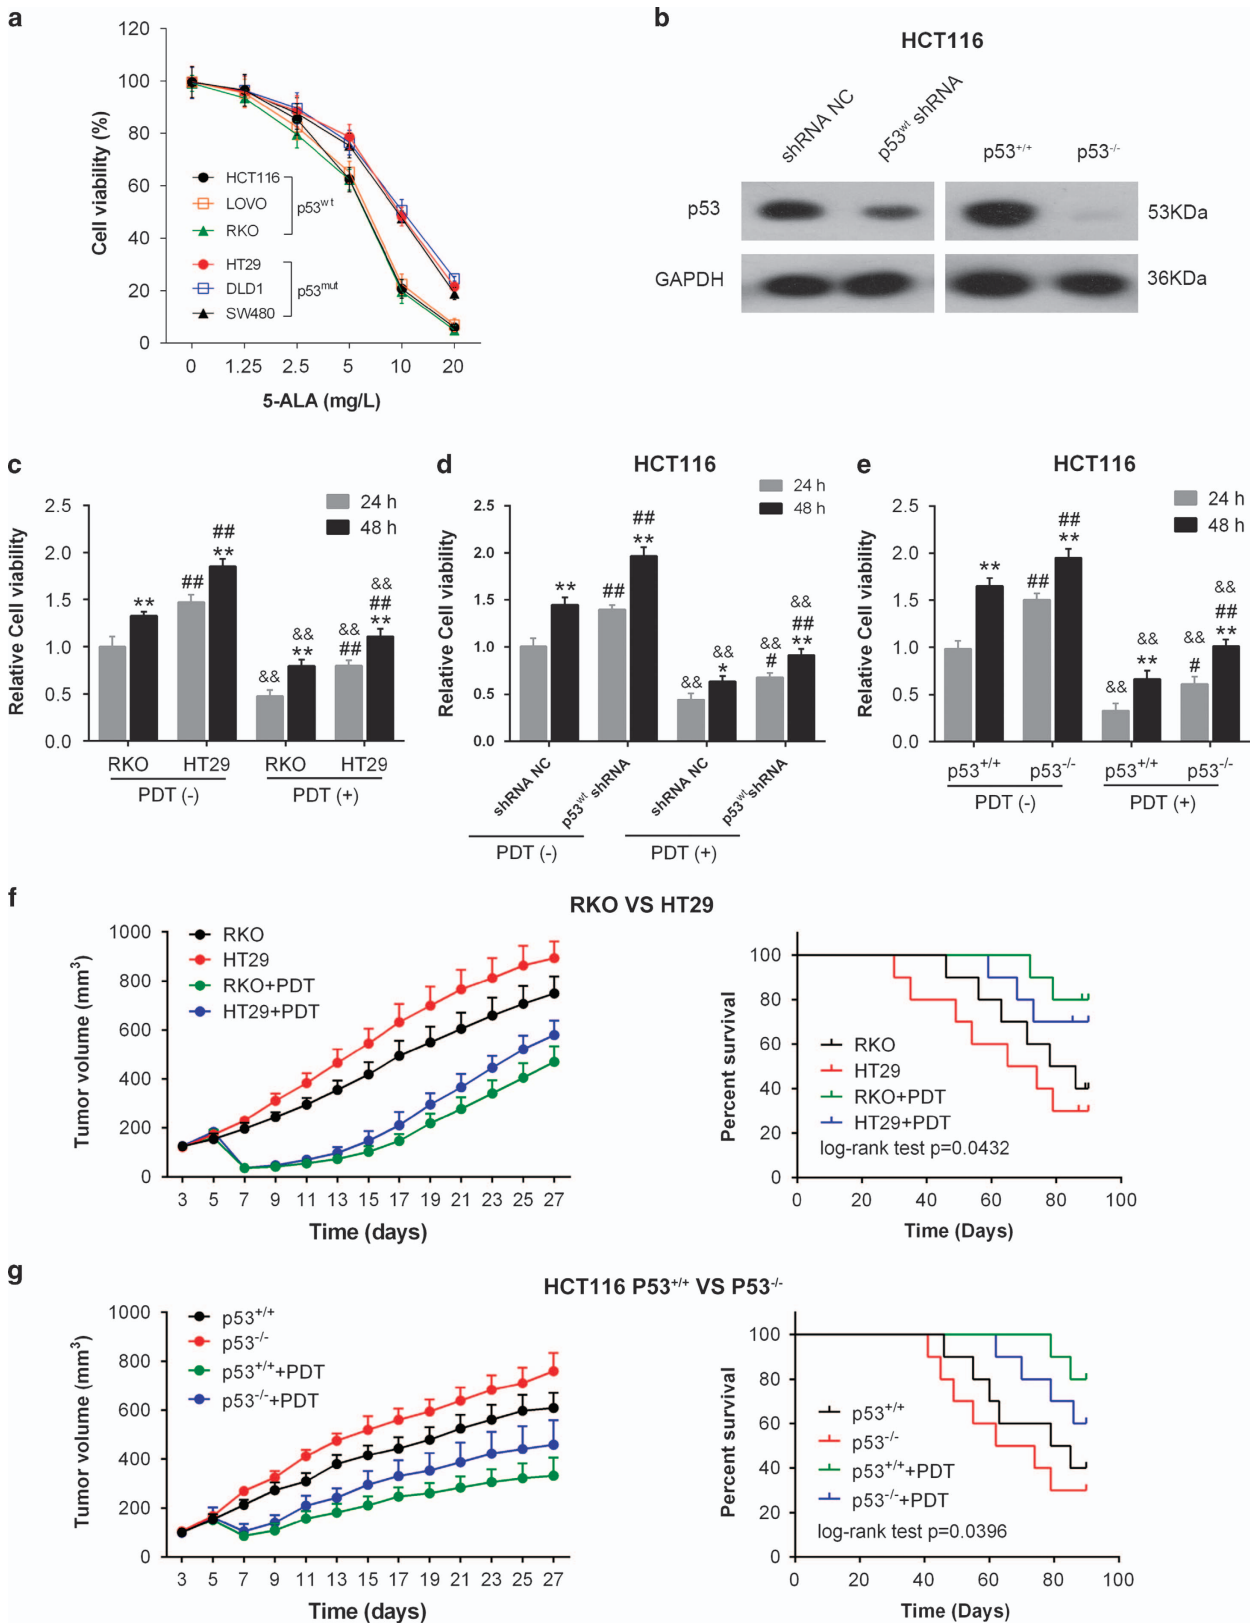 a
120
100
80
60
40
20
0
Cell viability (%)
HCT116
LOVO
RKO
p53wt
HT29
DLD1
SW480
p53mut
0 1.25 2.5 5 10 20
5-ALA (mg/L)
b
HCT116
shRNA NC
p53wt shRNA
p53+/+
p53-/-
p53
53KDa
GAPDH
36KDa
c
24 h
48 h
2.5
2.0
1.5
1.0
0.5
0.0
Relative Cell viability
**
##
##
**
&&
&&
**
&&
##
&&
##
**
RKO HT29 RKO HT29
PDT (-) PDT (+)
d
HCT116
24 h
48 h
2.5
2.0
1.5
1.0
0.5
0.0
Relative Cell viability
**
##
##
**
&&
&&
*
&&
#
&&
##
**
shRNA NC
p53wt shRNA
shRNA NC
p53wt shRNA
PDT (-) PDT (+)
e
HCT116
24 h
48 h
2.5
2.0
1.5
1.0
0.5
0.0
Relative Cell viability
**
##
##
**
&&
&&
**
&&
#
&&
##
**
p53+/+ p53-/- p53+/+ p53-/-
PDT (-) PDT (+)
f
RKO VS HT29
1000
800
600
400
200
0
Tumor volume (mm3)
RKO
HT29
RKO+PDT
HT29+PDT
3 5 7 9 11 13 15 17 19 21 23 25 27
Time (days)
100
80
60
40
20
0
Percent survival
RKO
HT29
RKO+PDT
HT29+PDT
log-rank test p=0.0432
0 20 40 60 80 100
Time (Days)
g
HCT116 P53+/+ VS P53-/-
1000
800
600
400
200
0
Tumor volume (mm3)
p53+/+
p53-/-
p53+/++PDT
p53-/-+PDT
3 5 7 9 11 13 15 17 19 21 23 25 27
Time (days)
100
80
60
40
20
0
Percent survival
p53+/+
p53-/-
p53+/++PDT
p53-/-+PDT
log-rank test p=0.0396
0 20 40 60 80 100
Time (Days)